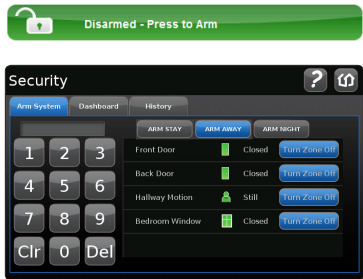 Disarmed - Press to Arm
Security
?
Arm System Dashboard History
ARM STAY ARM AWAY ARM NIGHT
1 2 3
Front Door Closed Turn Zone Off
Back Door Closed Turn Zone Off
4 5 6
Hallway Motion Still Turn Zone Off
7 8 9
Bedroom Window Closed Turn Zone Off
Clr 0 Del